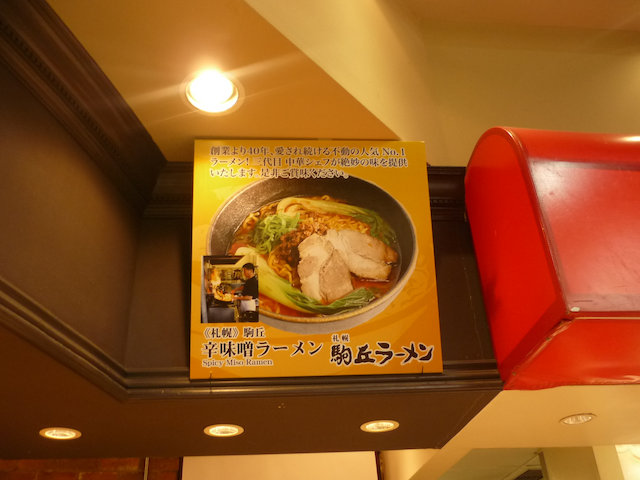 創業より40年、愛され続ける不動の人気No.1
ラーメン！三代目中華シェフが絶妙の味を提供
いたします。是非ご賞味ください。
《札幌》駒丘
辛味噌ラーメン
Spicy Miso Ramen
札幌
駒丘ラーメン